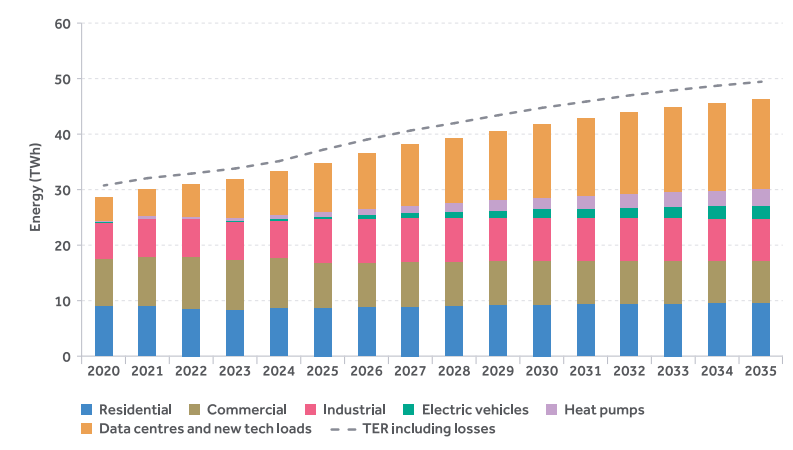 60
50
40
30
20
10
0
Energy (TWh)
2020 2021 2022 2023 2024 2025 2026 2027 2028 2029 2030 2031 2032 2033 2034 2035
Residential Commercial Industrial Electric vehicles Heat pumps
Data centres and new tech loads TER including losses